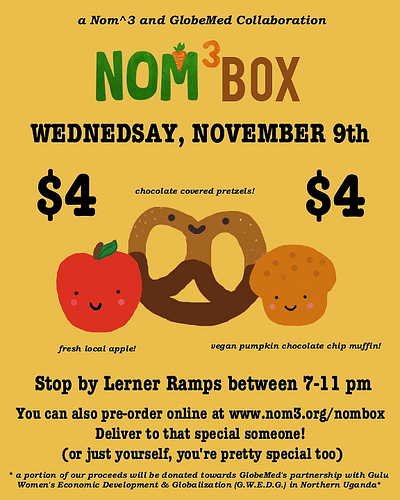 a Nom^3 and GlobeMed Collaboration
NOM3BOX
WEDNEDSAY, NOVEMBER 9th
$4
chocolate covered pretzels!
$4
fresh local apple!
vegan pumpkin chocolate chip muffin!
Stop by Lerner Ramps between 7-11 pm
You can also pre-order online at www.nom3.org/nombox
Deliver to that special someone!
(or just yourself, you're pretty special too)
* a portion of our proceeds will be donated towards GlobeMed's partnership with Gulu
Women's Economic Development & Globalization (G.W.E.D.G.) in Northern Uganda*